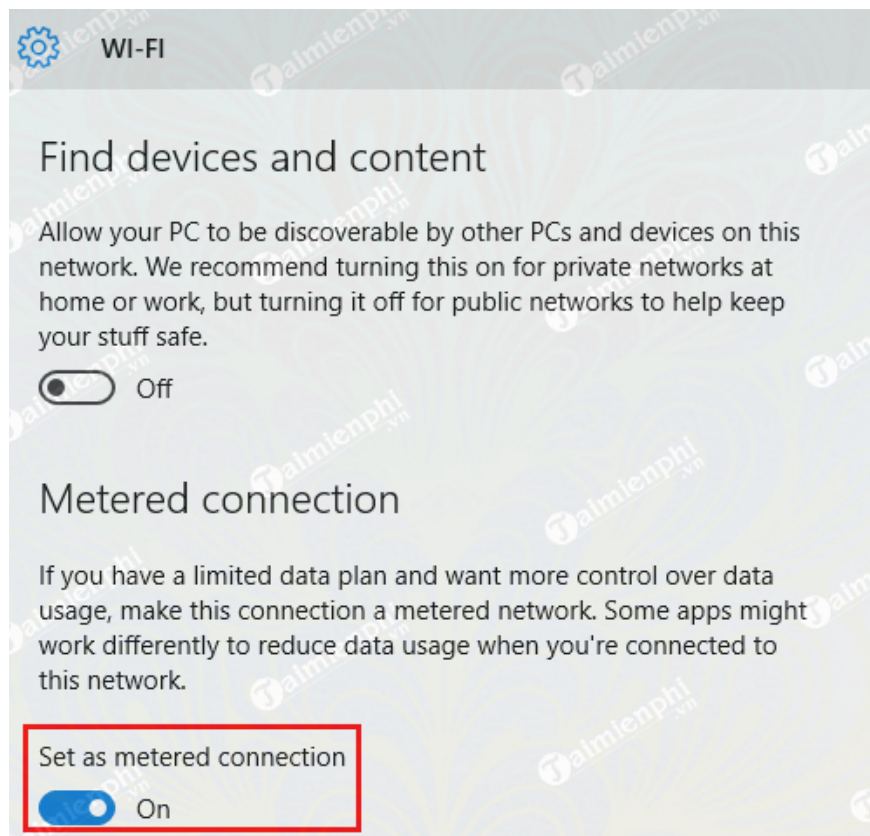 WI-FI
Find devices and content
Allow your PC to be discoverable by other PCs and devices on this
network. We recommend turning this on for private networks at
home or work, but turning it off for public networks to help keep
your stuff safe.
Off
Metered connection
If you have a limited data plan and want more control over data
usage, make this connection a metered network. Some apps might
work differently to reduce data usage when you're connected to
this network.
Set as metered connection
On
Taimienphi
.vn